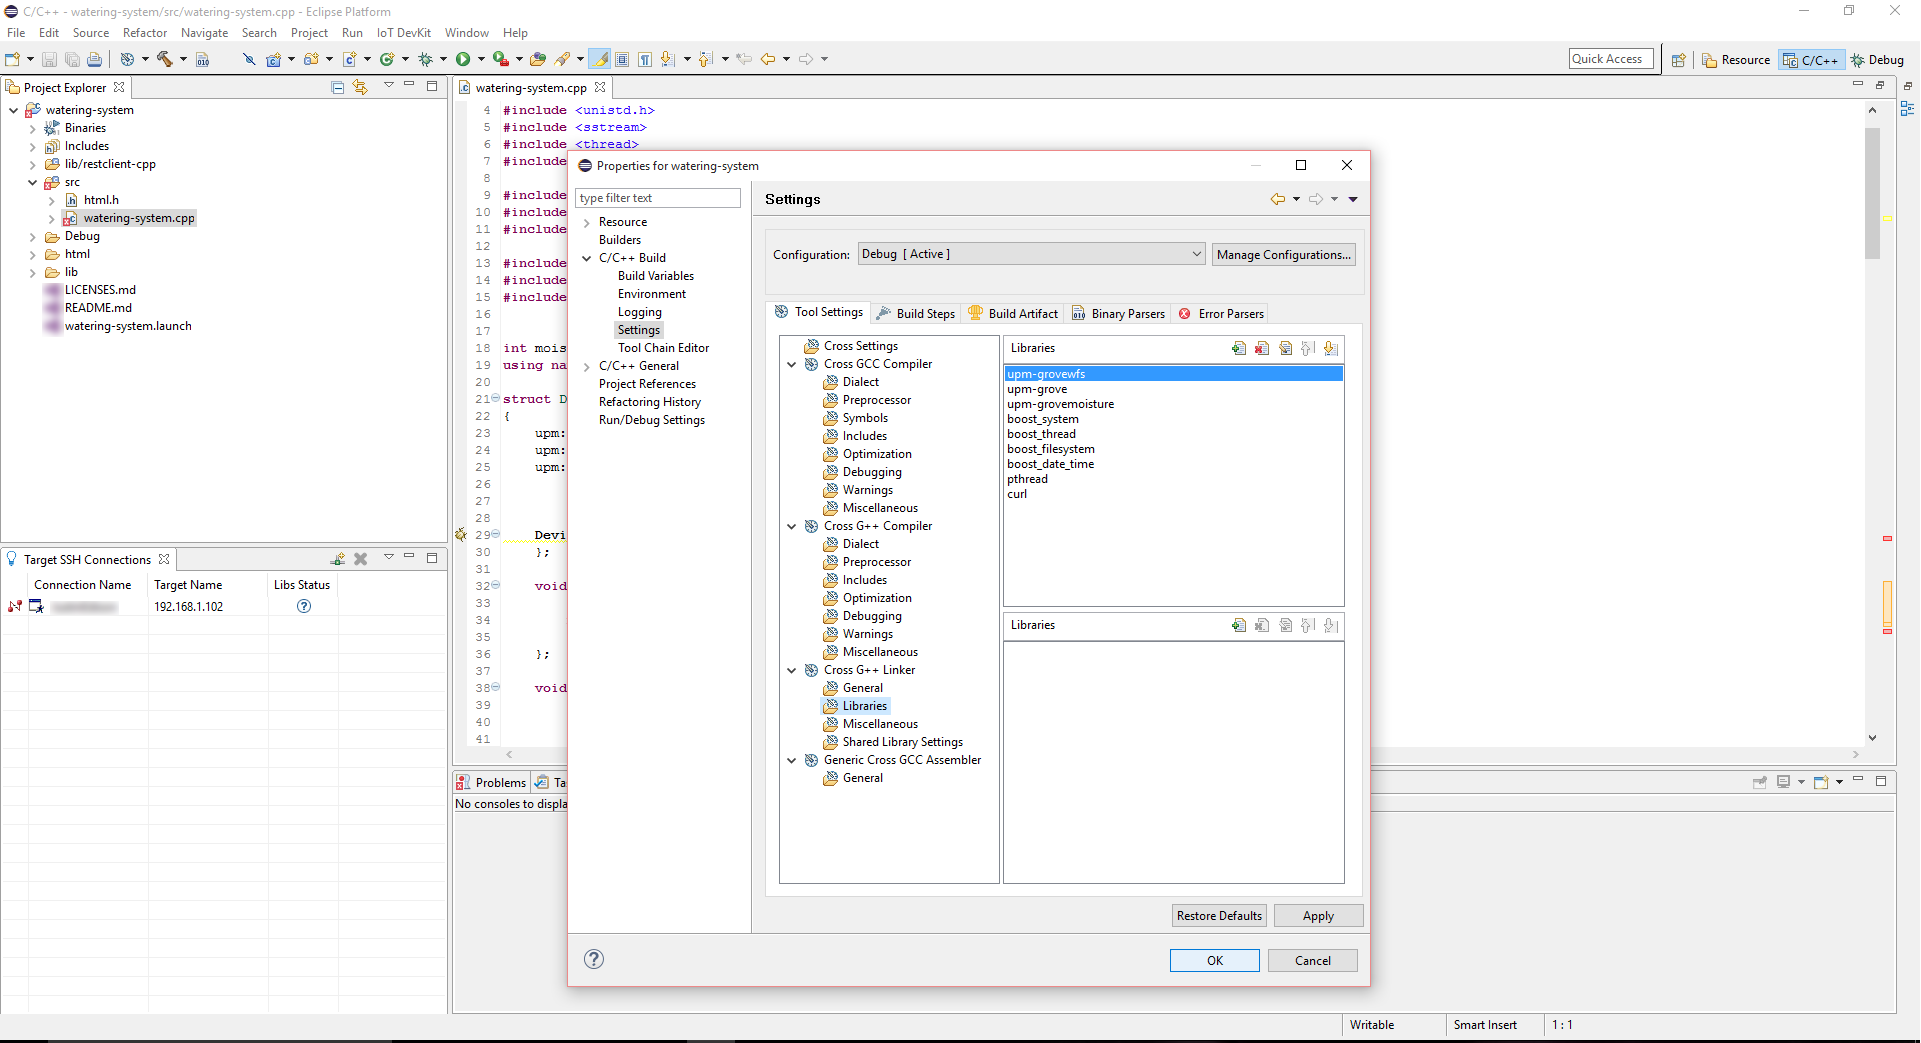 C/C++ - watering-system/src/watering-system.cpp - Eclipse Platform
File Edit Source Refactor Navigate Search Project Run IoT DevKit Window Help
Quick Access Resource C/C++ Debug
Project Explorer
watering-system
Binaries
Includes
lib/restclient-cpp
src
html.h
watering-system.cpp
Debug
html
lib
LICENSES.md
README.md
watering-system.launch
Target SSH Connections
Connection Name Target Name Libs Status
192.168.1.102
watering-system.cpp
4 #include <unistd.h>
5 #include <sstream>
6 #include <thread>
7 #include
8
9 #include
10 #include
11 #include
12
13 #include
14 #include
15 #include
16
17
18 int mois
19 using na
20
21 struct D
22 {
23 upm:
24 upm:
25 upm:
26
27
28
29 Devi
30 };
31
32 void
33
34
35
36 };
37
38 void
39
40
41
Problems Ta
No consoles to displa
Properties for watering-system
type filter text
Resource
Builders
C/C++ Build
Build Variables
Environment
Logging
Settings
Tool Chain Editor
C/C++ General
Project References
Refactoring History
Run/Debug Settings
Settings
Configuration: Debug [ Active ] Manage Configurations...
Tool Settings Build Steps Build Artifact Binary Parsers Error Parsers
Cross Settings
Cross GCC Compiler
Dialect
Preprocessor
Symbols
Includes
Optimization
Debugging
Warnings
Miscellaneous
Cross G++ Compiler
Dialect
Preprocessor
Includes
Optimization
Debugging
Warnings
Miscellaneous
Cross G++ Linker
General
Libraries
Miscellaneous
Shared Library Settings
Generic Cross GCC Assembler
General
Libraries
upm-grovewfs
upm-grove
upm-grovemoisture
boost_system
boost_thread
boost_filesystem
boost_date_time
pthread
curl
Libraries
Restore Defaults Apply
OK Cancel
Writable Smart Insert 1 : 1